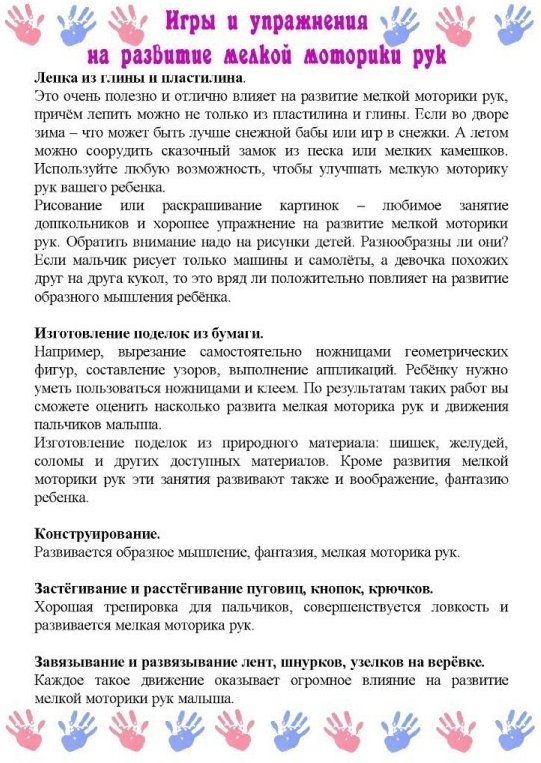 Игры и упражнения
на развитие мелкой моторики рук
Лепка из глины и пластилина.
Это очень полезно и отлично влияет на развитие мелкой моторики рук,
причём лепить можно не только из пластилина и глины. Если во дворе
зима – что может быть лучше снежной бабы или игр в снежки. А летом
можно соорудить сказочный замок из песка или мелких камешков.
Используйте любую возможность, чтобы улучшать мелкую моторику
рук вашего ребенка.
Рисование или раскрашивание картинок – любимое занятие
дошкольников и хорошее упражнение на развитие мелкой моторики
рук. Обратить внимание надо на рисунки детей. Разнообразны ли они?
Если мальчик рисует только машины и самолёты, а девочка похожих
друг на друга кукол, то это вряд ли положительно повлияет на развитие
образного мышления ребёнка.
Изготовление поделок из бумаги.
Например, вырезание самостоятельно ножницами геометрических
фигур, составление узоров, выполнение аппликаций. Ребёнку нужно
уметь пользоваться ножницами и клеем. По результатам таких работ вы
сможете оценить насколько развита мелкая моторика рук и движения
пальчиков малыша.
Изготовление поделок из природного материала: шишек, желудей,
соломы и других доступных материалов. Кроме развития мелкой
моторики рук эти занятия развивают также и воображение, фантазию
ребенка.
Конструирование.
Развивается образное мышление, фантазия, мелкая моторика рук.
Застёгивание и расстёгивание пуговиц, кнопок, крючков.
Хорошая тренировка для пальчиков, совершенствуется ловкость и
развивается мелкая моторика рук.
Завязывание и развязывание лент, шнурков, узелков на верёвке.
Каждое такое движение оказывает огромное влияние на развитие
мелкой моторики рук малыша.